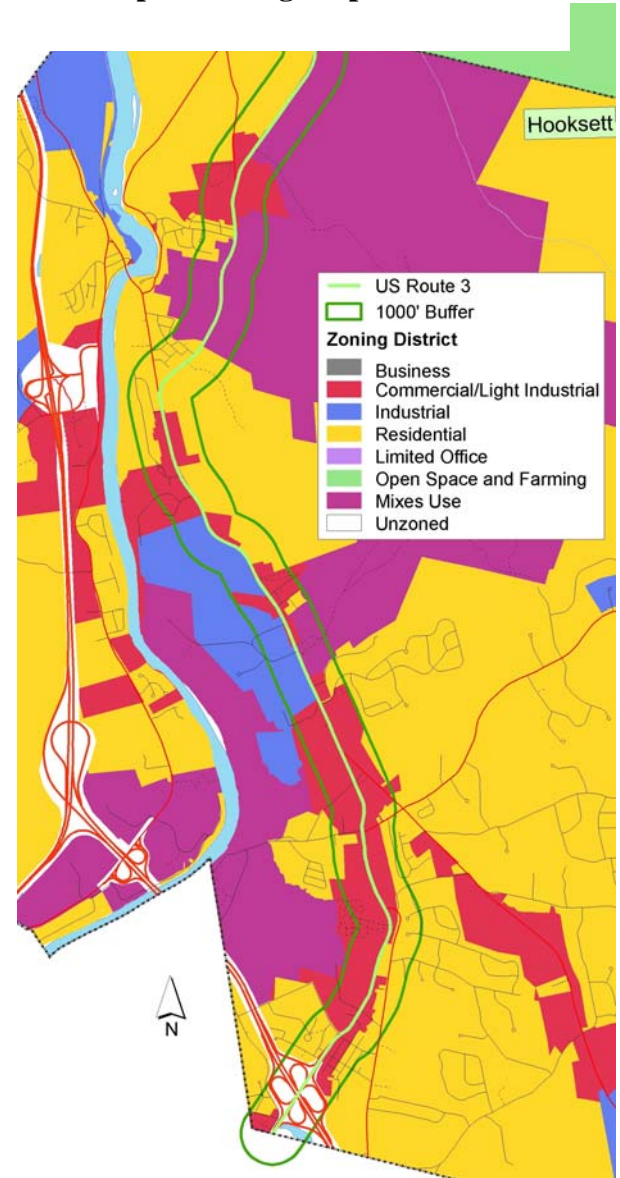 Hooksett
US Route 3
1000' Buffer
Zoning District
Business
Commercial/Light Industrial
Industrial
Residential
Limited Office
Open Space and Farming
Mixes Use
Unzoned
N